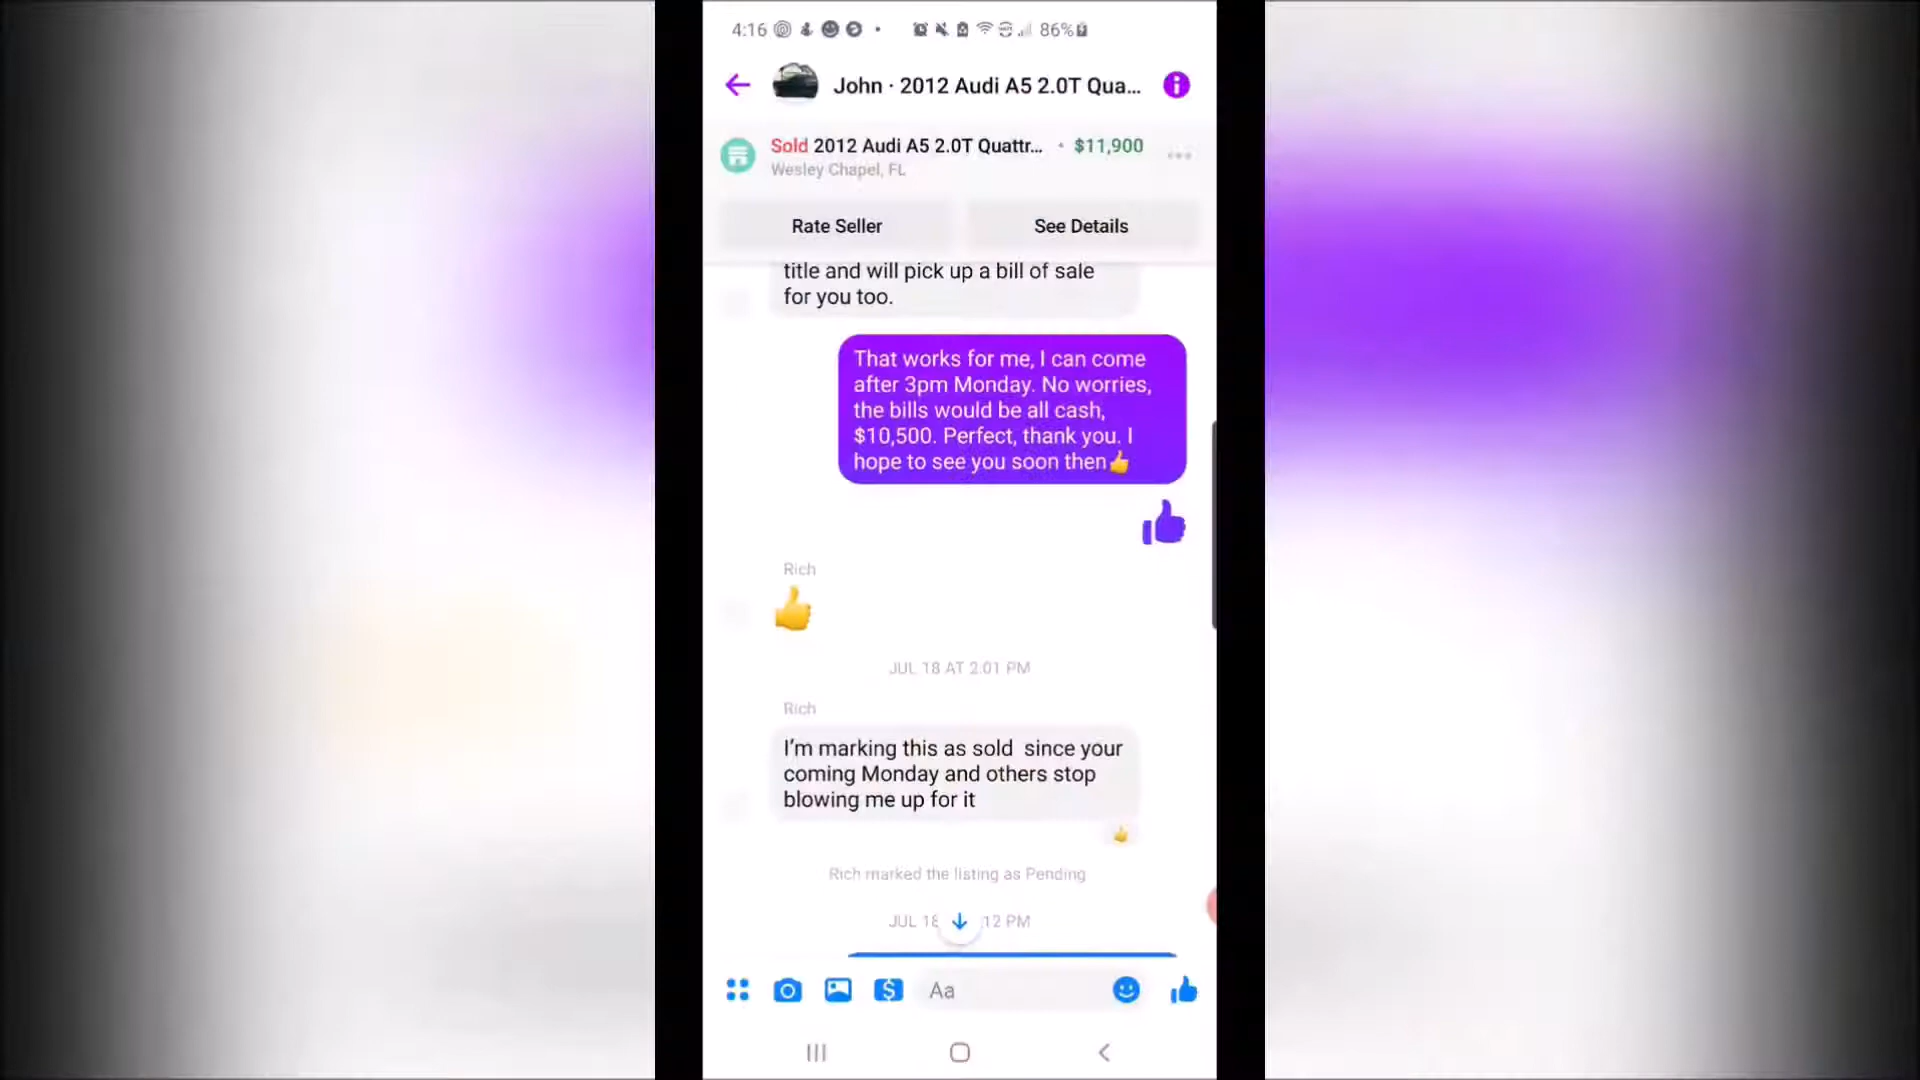 4:16
86%
John · 2012 Audi A5 2.0T Qua...
Sold 2012 Audi A5 2.0T Quattr... · $11,900
Wesley Chapel, FL
Rate Seller
See Details
title and will pick up a bill of sale
for you too.
That works for me, I can come
after 3pm Monday. No worries,
the bills would be all cash,
$10,500. Perfect, thank you. I
hope to see you soon then👍
Rich
JUL 18 AT 2:01 PM
Rich
I'm marking this as sold  since your
coming Monday and others stop
blowing me up for it
Rich marked the listing as Pending
JUL 18 12 PM
Aa